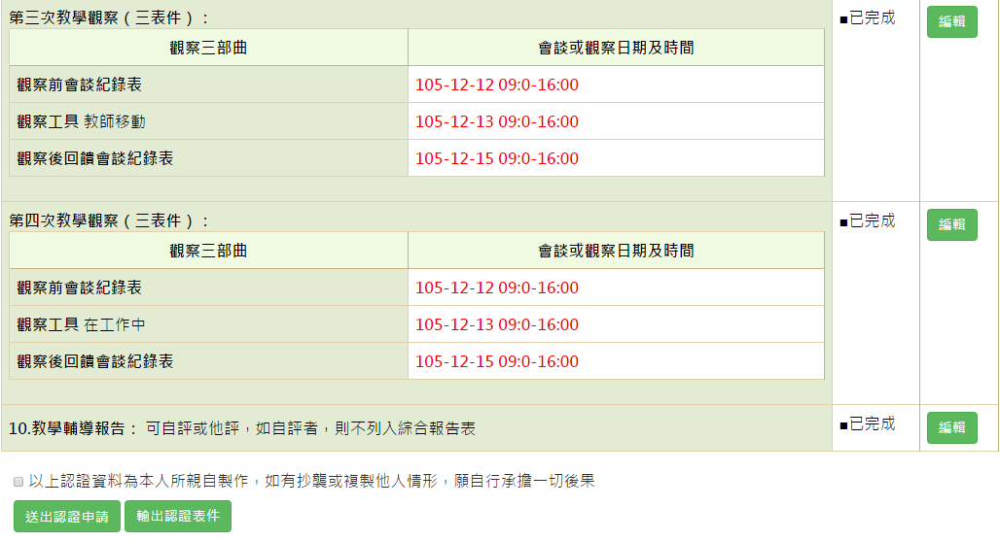 第三次教學觀察（三表件）： ■已完成 編輯
觀察三部曲 會談或觀察日期及時間
觀察前會談紀錄表 105-12-12 09:0-16:00
觀察工具 教師移動 105-12-13 09:0-16:00
觀察後回饋會談紀錄表 105-12-15 09:0-16:00
第四次教學觀察（三表件）： ■已完成 編輯
觀察三部曲 會談或觀察日期及時間
觀察前會談紀錄表 105-12-12 09:0-16:00
觀察工具 在工作中 105-12-13 09:0-16:00
觀察後回饋會談紀錄表 105-12-15 09:0-16:00
10.教學輔導報告： 可自評或他評，如自評者，則不列入綜合報告表 ■已完成 編輯
以上認證資料為本人所親自製作，如有抄襲或複製他人情形，願自行承擔一切後果
送出認證申請 輸出認證表件